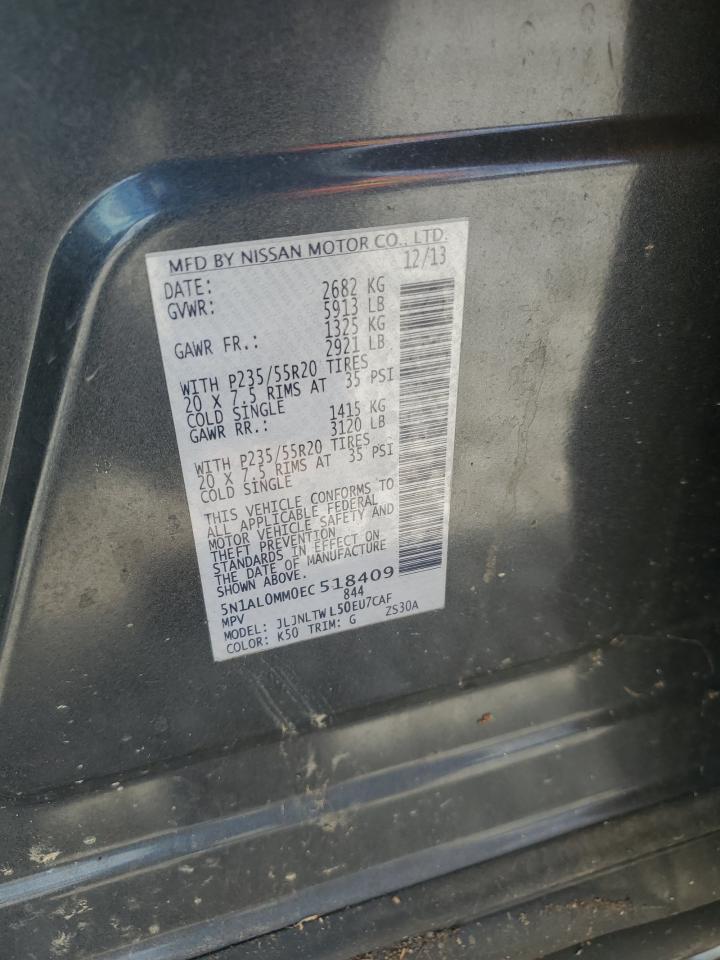 MFD BY NISSAN MOTOR CO., LTD.
DATE: 12/13
GVWR: 2682 KG
5913 LB
GAWR FR.: 1325 KG
2921 LB
WITH P235/55R20 TIRES
20 X 7.5 RIMS AT 35 PSI
COLD SINGLE
GAWR RR.: 1415 KG
3120 LB
WITH P235/55R20 TIRES
20 X 7.5 RIMS AT 35 PSI
COLD SINGLE
THIS VEHICLE CONFORMS TO
ALL APPLICABLE FEDERAL
MOTOR VEHICLE SAFETY AND
THEFT PREVENTION
STANDARDS IN EFFECT ON
THE DATE OF MANUFACTURE
SHOWN ABOVE.
5N1AL0MM0EC518409
MPV 844
MODEL: JLJNLTWL50EU7CAF
COLOR: K50 TRIM: G ZS30A